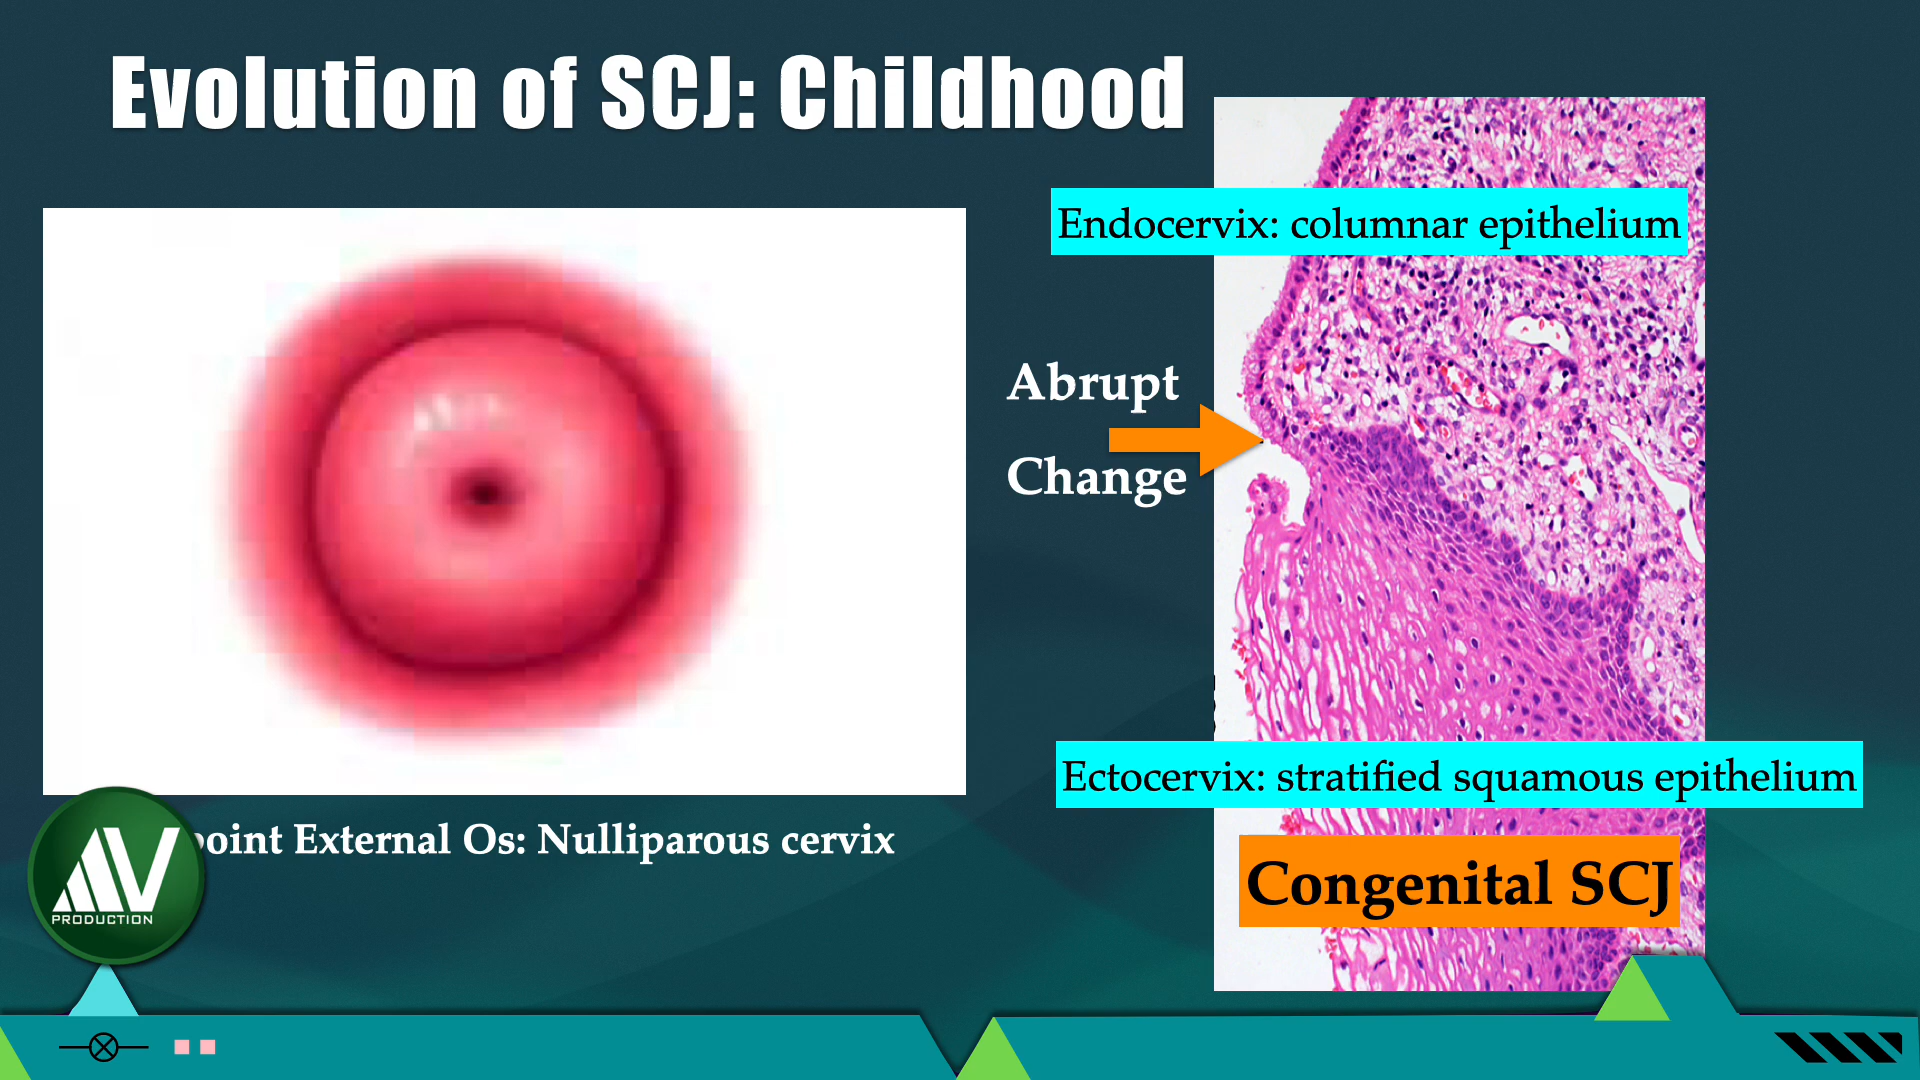 Evolution of SCJ: Childhood
Endocervix: columnar epithelium
Abrupt
Change
Ectocervix: stratified squamous epithelium
External Os: Nulliparous cervix
Congenital SCJ
AV
PRODUCTION